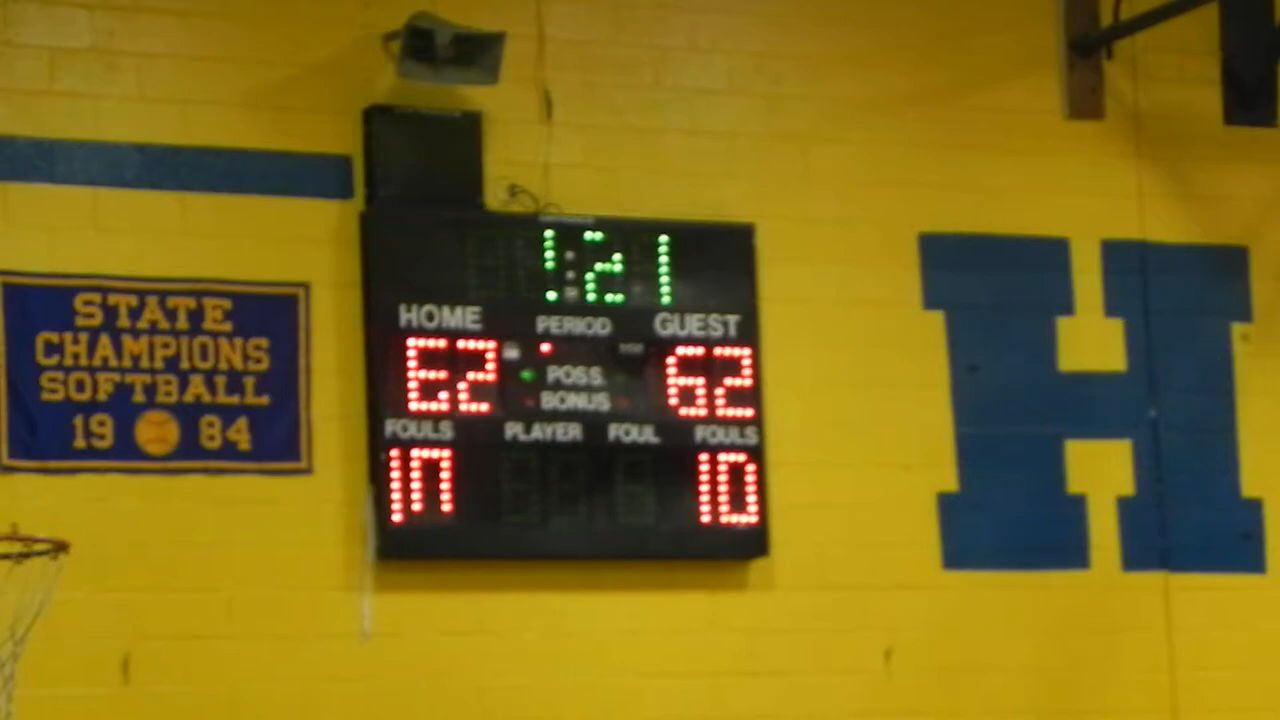 1:21
HOME PERIOD GUEST
62 62
POSS.
BONUS
FOULS PLAYER FOUL FOULS
10 10
STATE
CHAMPIONS
SOFTBALL
19 84
H